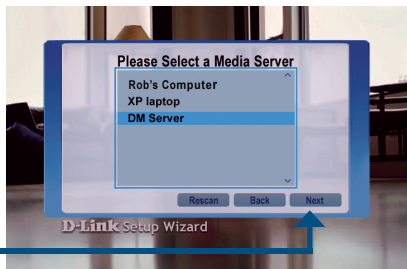 Please Select a Media Server
Rob's Computer
XP laptop
DM Server
Rescan Back Next
D-Link Setup Wizard